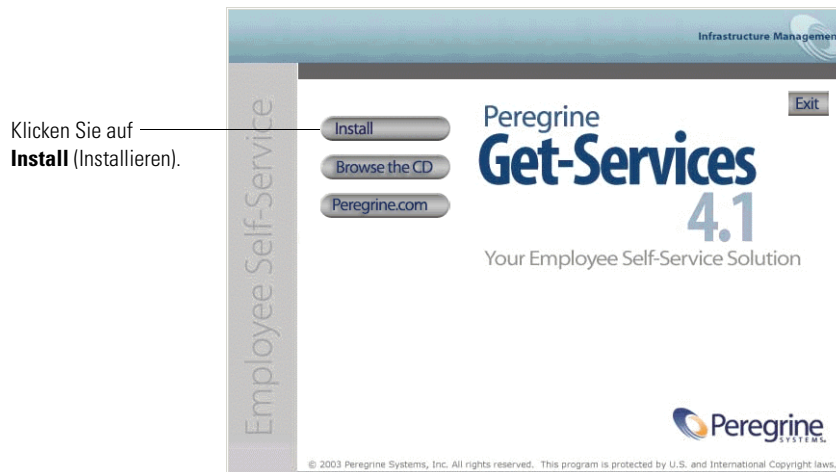 Infrastructure Managemen
Employee Self-Service
Exit
Klicken Sie auf
Install (Installieren).
Install
Browse the CD
Peregrine.com
Peregrine
Get-Services
4.1
Your Employee Self-Service Solution
Peregrine
SYSTEMS
© 2003 Peregrine Systems, Inc. All rights reserved. This program is protected by U.S. and International Copyright laws.